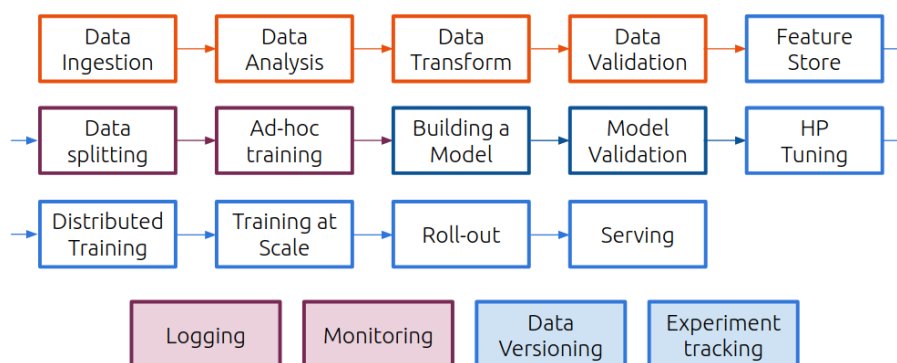 Data
Ingestion
Data
Analysis
Data
Transform
Data
Validation
Feature
Store
Data
splitting
Ad-hoc
training
Building a
Model
Model
Validation
HP
Tuning
Distributed
Training
Training at
Scale
Roll-out
Serving
Logging
Monitoring
Data
Versioning
Experiment
tracking